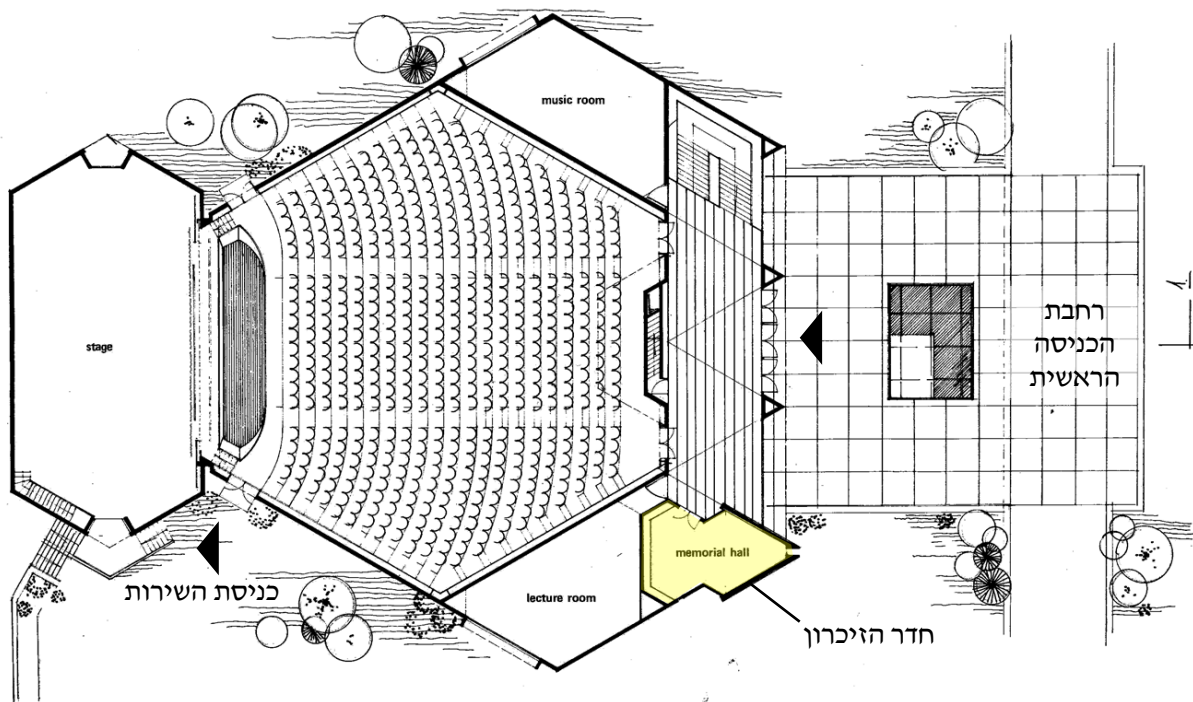 music room
stage
רחבת
הכניסה
הראשית
memorial hall
כניסת השירות
lecture room
חדר הזיכרון